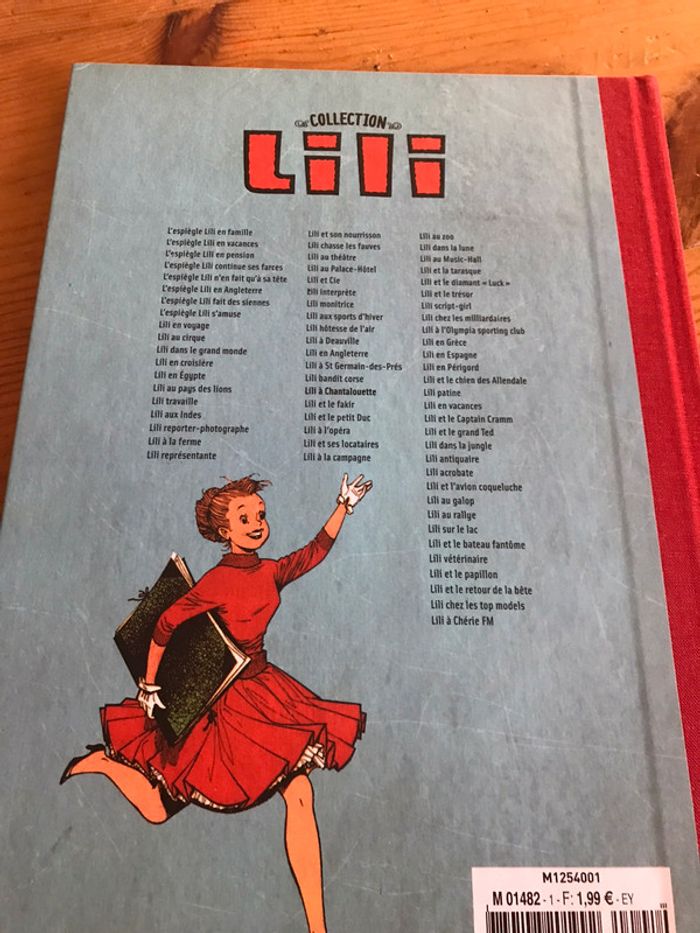 COLLECTION
Lili
L'espiègle Lili en famille
L'espiègle Lili en vacances
L'espiègle Lili en pension
L'espiègle Lili continue ses farces
L'espiègle Lili n'en fait qu'à sa tête
L'espiègle Lili en Angleterre
L'espiègle Lili fait des siennes
L'espiègle Lili s'amuse
Lili en voyage
Lili au cirque
Lili dans le grand monde
Lili en croisière
Lili en Égypte
Lili au pays des lions
Lili travaille
Lili aux Indes
Lili reporter-photographe
Lili à la ferme
Lili représentante
Lili et son nourrisson
Lili chasse les fauves
Lili au théâtre
Lili au Palace-Hôtel
Lili et Cie
Lili interprète
Lili monitrice
Lili aux sports d'hiver
Lili hôtesse de l'air
Lili à Deauville
Lili en Angleterre
Lili à St Germain-des-Prés
Lili bandit corse
Lili à Chantalouette
Lili et le fakir
Lili et le petit Duc
Lili à l'opéra
Lili et ses locataires
Lili à la campagne
Lili au zoo
Lili dans la lune
Lili au Music-Hall
Lili et la tarasque
Lili et le diamant « Luck »
Lili et le trésor
Lili script-girl
Lili chez les milliardaires
Lili à l'Olympia sporting club
Lili en Grèce
Lili en Espagne
Lili en Périgord
Lili et le chien des Allendale
Lili patine
Lili en vacances
Lili et le Captain Cramm
Lili et le grand Ted
Lili dans la jungle
Lili antiquaire
Lili acrobate
Lili et l'avion coqueluche
Lili au galop
Lili au rallye
Lili sur le lac
Lili et le bateau fantôme
Lili vétérinaire
Lili et le papillon
Lili et le retour de la bête
Lili chez les top models
Lili à Chérie FM
M1254001
M 01482 - 1 - F: 1,99 € - EY